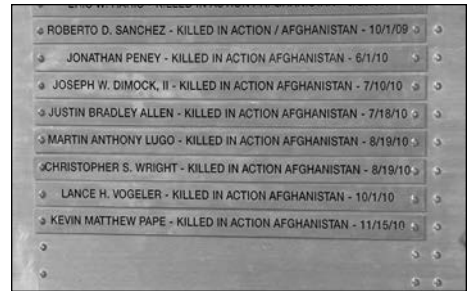 ROBERTO D. SANCHEZ - KILLED IN ACTION / AFGHANISTAN - 10/1/09
JONATHAN PENEY - KILLED IN ACTION AFGHANISTAN - 6/1/10
JOSEPH W. DIMOCK, II - KILLED IN ACTION AFGHANISTAN - 7/10/10
JUSTIN BRADLEY ALLEN - KILLED IN ACTION AFGHANISTAN - 7/18/10
MARTIN ANTHONY LUGO - KILLED IN ACTION AFGHANISTAN - 8/19/10
CHRISTOPHER S. WRIGHT - KILLED IN ACTION AFGHANISTAN - 8/19/10
LANCE H. VOGELER - KILLED IN ACTION AFGHANISTAN - 10/1/10
KEVIN MATTHEW PAPE - KILLED IN ACTION AFGHANISTAN - 11/15/10